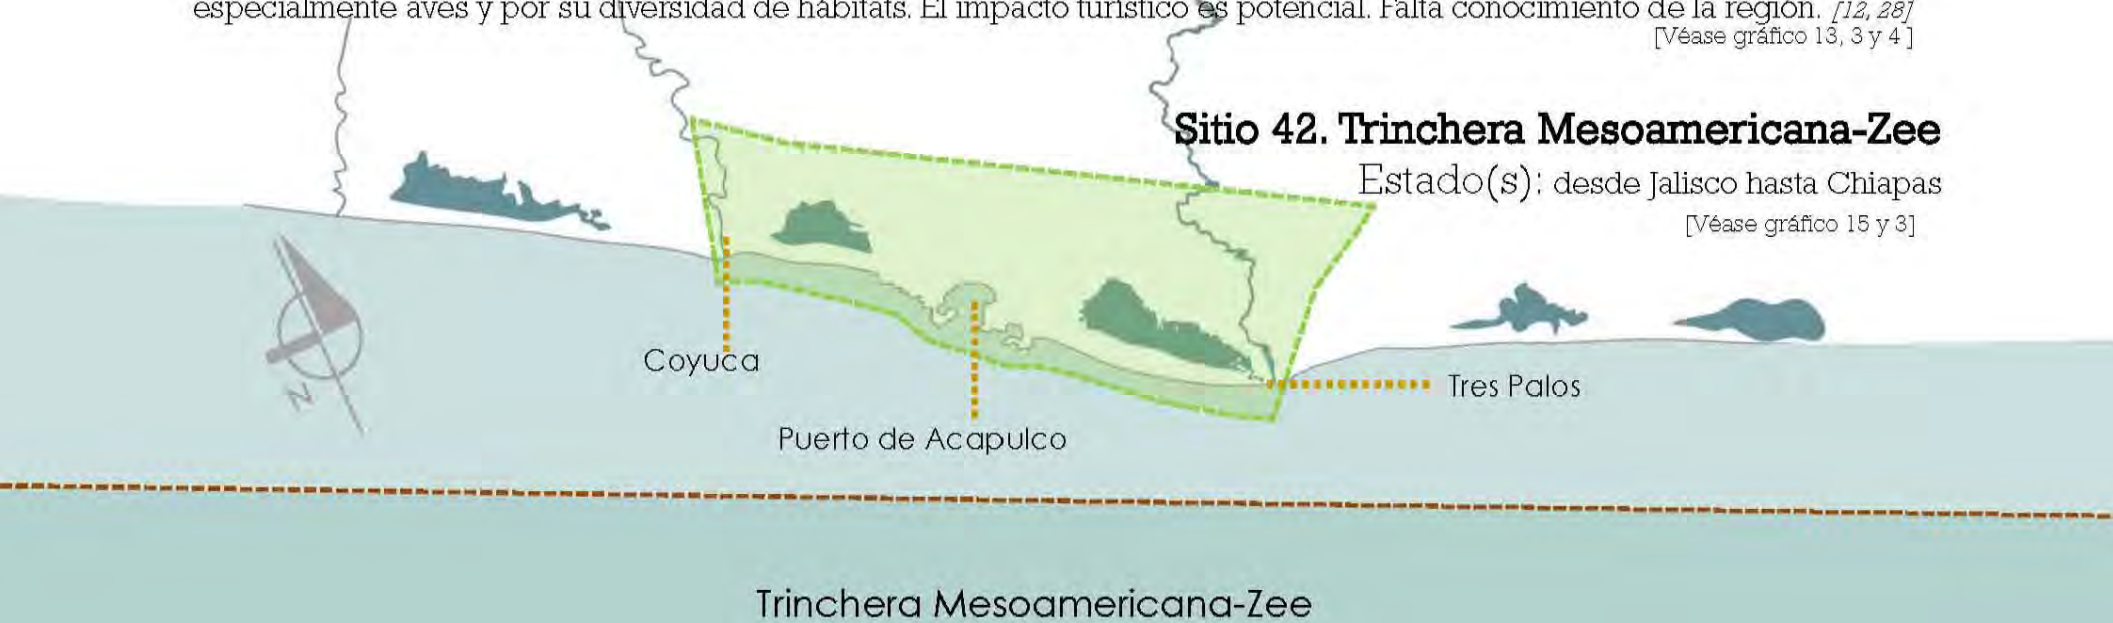 especialmente aves y por su diversidad de hábitats. El impacto turístico es potencial. Falta conocimiento de la región. [12, 28]
[Véase gráfico 13, 3 y 4 ]
Sitio 42. Trinchera Mesoamericana-Zee
Estado(s): desde Jalisco hasta Chiapas
[Véase gráfico 15 y 3]
N
Coyuca
Tres Palos
Puerto de Acapulco
Trinchera Mesoamericana-Zee